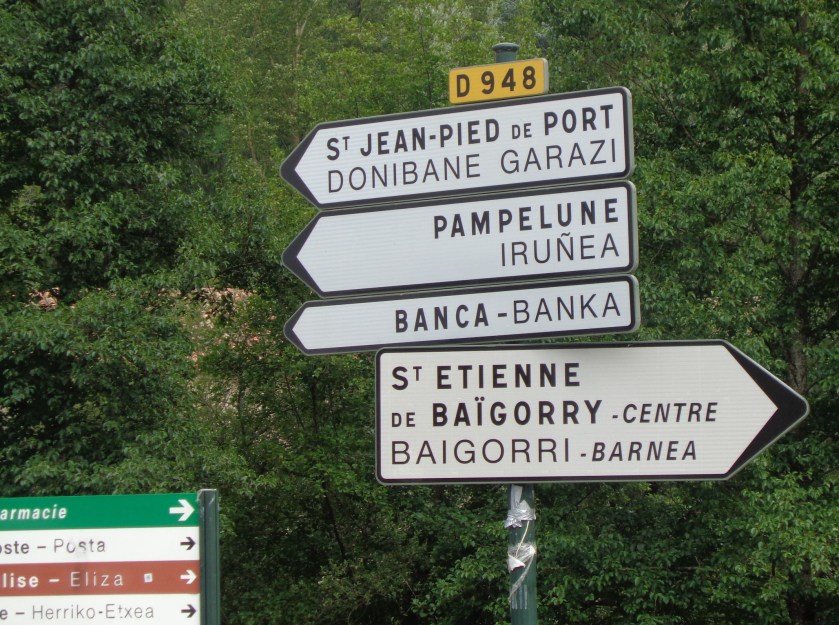 D 948
ST JEAN-PIED DE PORT
DONIBANE GARAZI
PAMPELUNE
IRUÑEA
BANCA - BANKA
ST ETIENNE
DE BAÏGORRY - CENTRE
BAIGORRI - BARNEA
armacie
oste – Posta
lise – Eliza
e – Herriko-Etxea